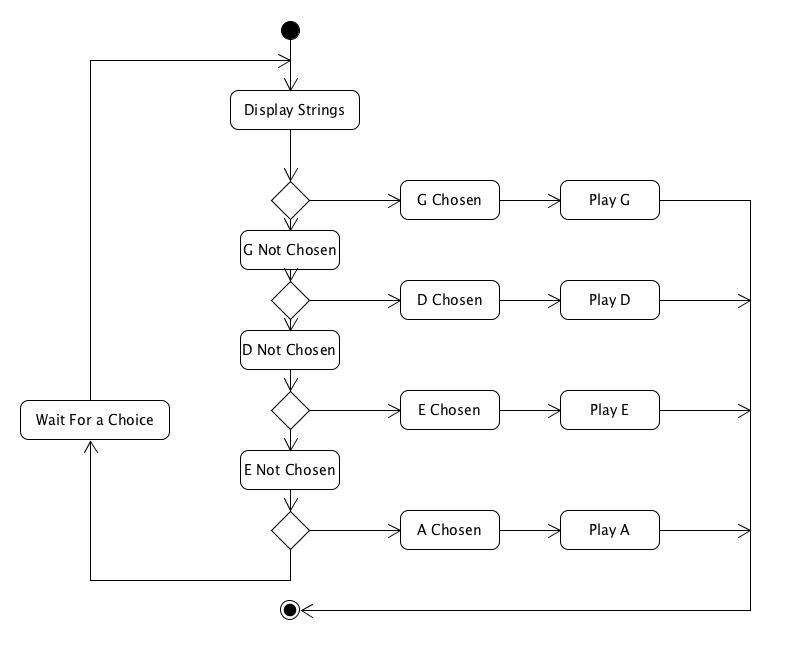 Display Strings
G Chosen
Play G
G Not Chosen
D Chosen
Play D
D Not Chosen
Wait For a Choice
E Chosen
Play E
E Not Chosen
A Chosen
Play A